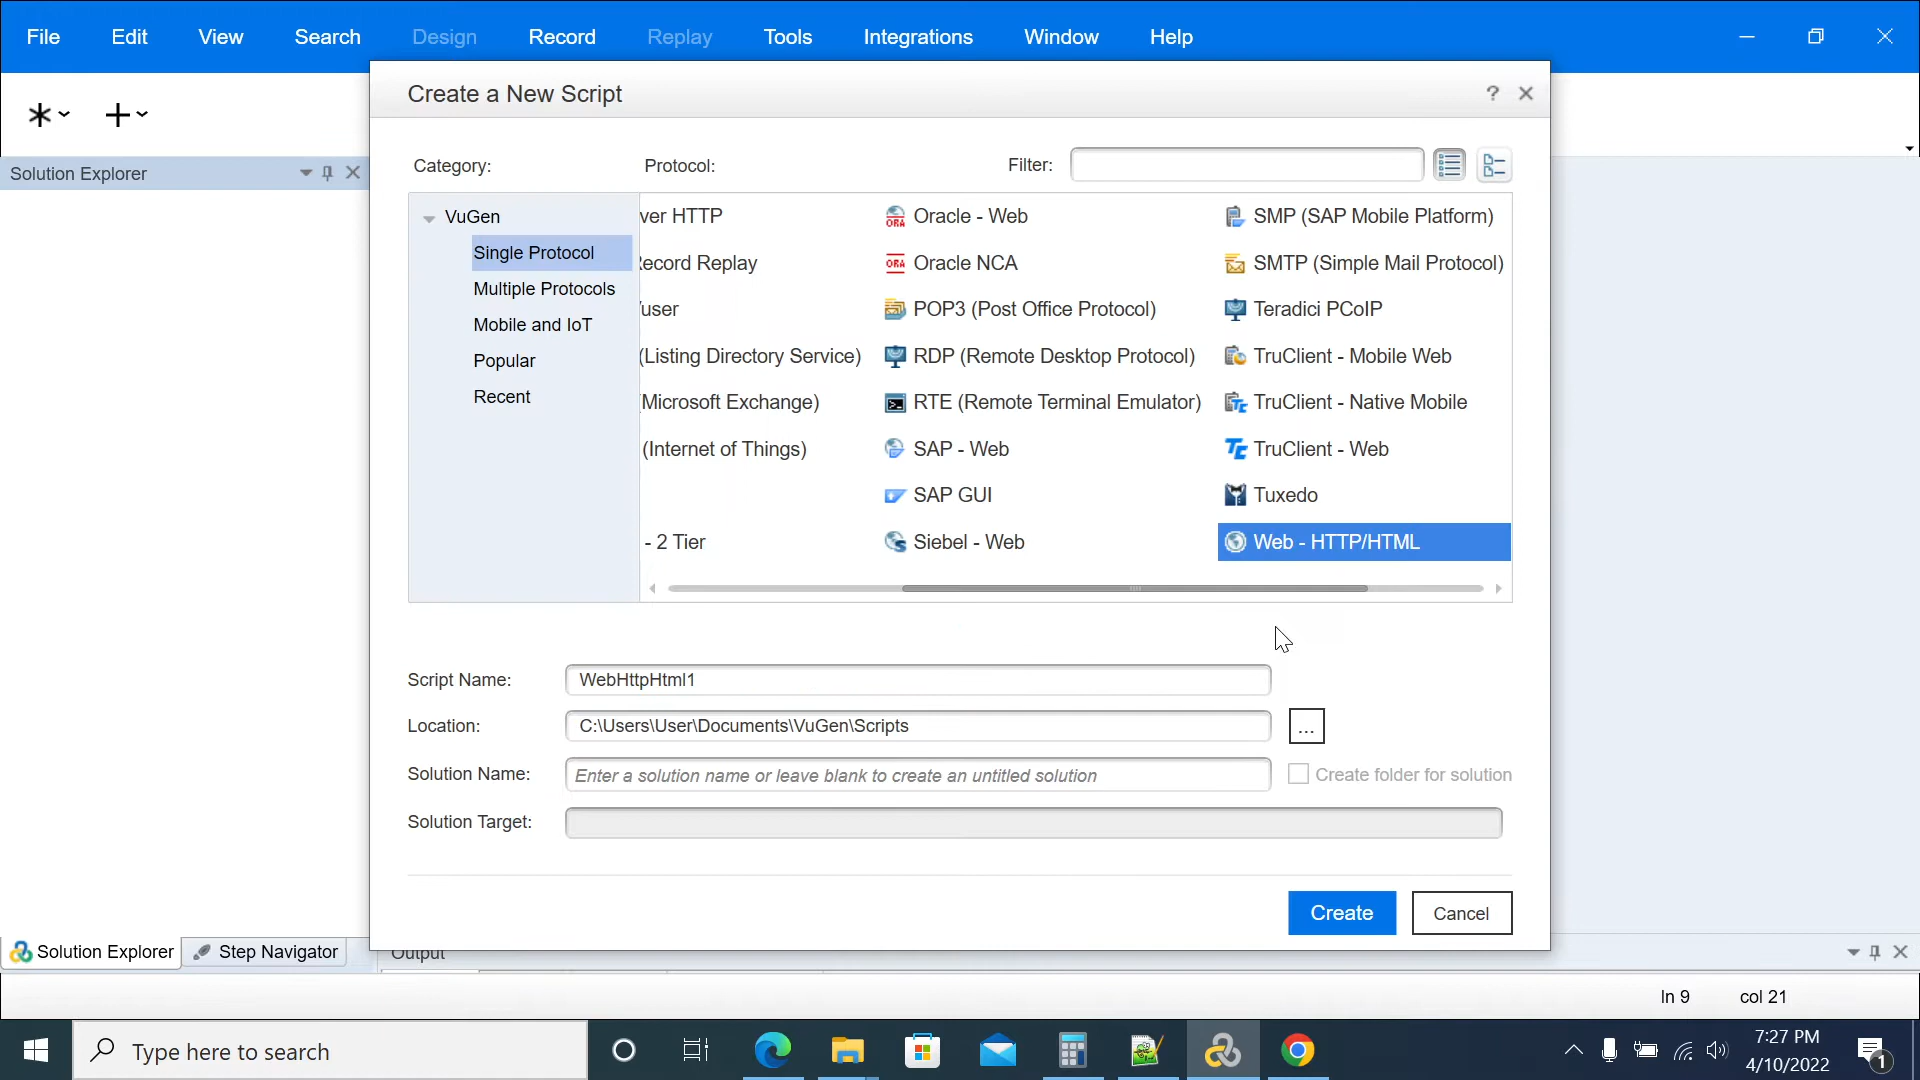 File Edit View Search Design Record Replay Tools Integrations Window Help
Create a New Script
?
Solution Explorer
Category:
Protocol:
Filter:
VuGen
Single Protocol
Multiple Protocols
Mobile and IoT
Popular
Recent
ver HTTP
Record Replay
user
(Listing Directory Service)
(Microsoft Exchange)
(Internet of Things)
- 2 Tier
ORA Oracle - Web
ORA Oracle NCA
POP3 (Post Office Protocol)
RDP (Remote Desktop Protocol)
RTE (Remote Terminal Emulator)
SAP - Web
SAP GUI
Siebel - Web
SMP (SAP Mobile Platform)
SMTP (Simple Mail Protocol)
Teradici PCoIP
TruClient - Mobile Web
TruClient - Native Mobile
TruClient - Web
Tuxedo
Web - HTTP/HTML
Script Name: WebHttpHtml1
Location: C:\Users\User\Documents\VuGen\Scripts ...
Solution Name: Enter a solution name or leave blank to create an untitled solution Create folder for solution
Solution Target:
Create Cancel
Solution Explorer Step Navigator Output
ln 9 col 21
Type here to search
7:27 PM
4/10/2022
1